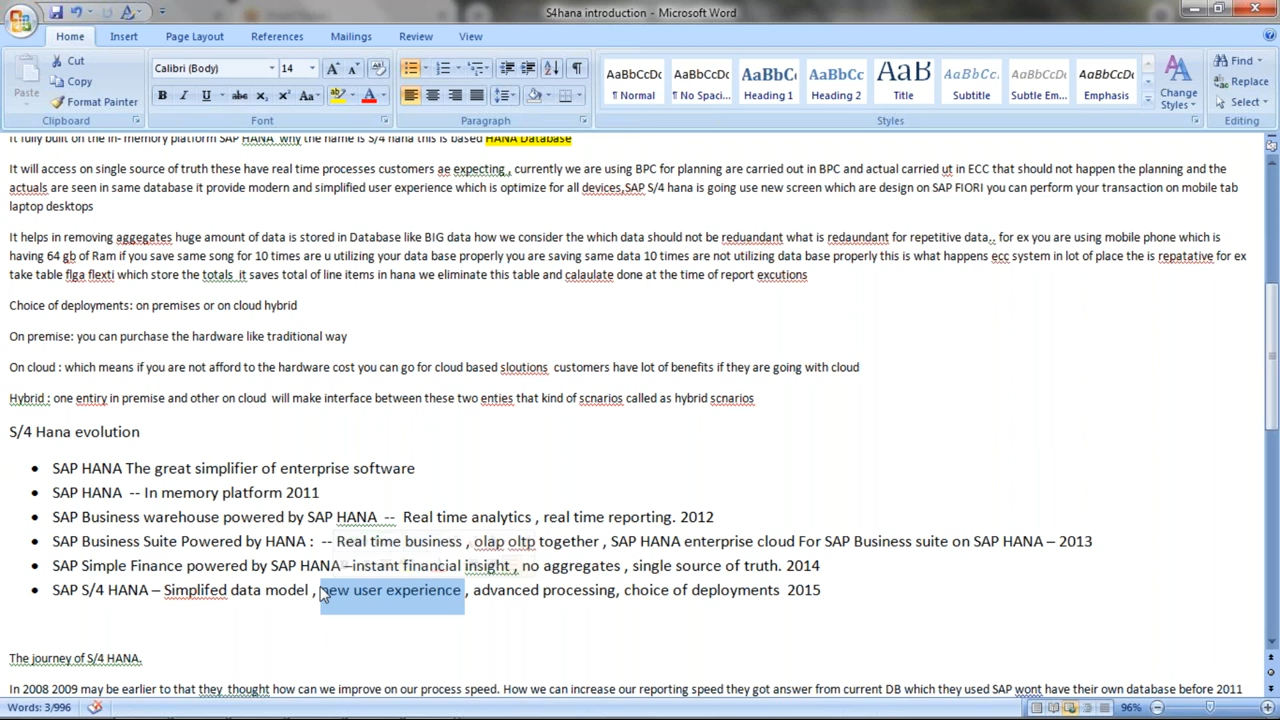 S4hana introduction - Microsoft Word
Home Insert Page Layout References Mailings Review View
Paste Cut Copy Format Painter Clipboard
Calibri (Body) 14 Font
Paragraph
AaBbCcDc ¶ Normal AaBbCcDc ¶ No Spaci... AaBbC Heading 1 AaBbCc Heading 2 AaB Title AaBbCc. Subtitle AaBbCcDc Subtle Em... AaBbCcDc Emphasis Change Styles Styles
Find Replace Select Editing
It fully built on the in- memory platform SAP HANA why the name is S/4 hana this is based HANA Database
It will access on single source of truth these have real time processes customers ae expecting , currently we are using BPC for planning are carried out in BPC and actual carried ut in ECC that should not happen the planning and the
actuals are seen in same database it provide modern and simplified user experience which is optimize for all devices,SAP S/4 hana is going use new screen which are design on SAP FIORI you can perform your transaction on mobile tab
laptop desktops
It helps in removing aggegates huge amount of data is stored in Database like BIG data how we consider the which data should not be reduandant what is redaundant for repetitive data,. for ex you are using mobile phone which is
having 64 gb of Ram if you save same song for 10 times are u utilizing your data base properly you are saving same data 10 times are not utilizing data base properly this is what happens ecc system in lot of place the is repatative for ex
take table flga flexti which store the totals it saves total of line items in hana we eliminate this table and calaulate done at the time of report excutions
Choice of deployments: on premises or on cloud hybrid
On premise: you can purchase the hardware like traditional way
On cloud : which means if you are not afford to the hardware cost you can go for cloud based sloutions customers have lot of benefits if they are going with cloud
Hybrid : one entiry in premise and other on cloud will make interface between these two enties that kind of scnarios called as hybrid scnarios
S/4 Hana evolution
• SAP HANA The great simplifier of enterprise software
• SAP HANA -- In memory platform 2011
• SAP Business warehouse powered by SAP HANA -- Real time analytics , real time reporting. 2012
• SAP Business Suite Powered by HANA : -- Real time business , olap oltp together , SAP HANA enterprise cloud For SAP Business suite on SAP HANA – 2013
• SAP Simple Finance powered by SAP HANA –instant financial insight , no aggregates , single source of truth. 2014
• SAP S/4 HANA – Simplifed data model , new user experience , advanced processing, choice of deployments 2015
The journey of S/4 HANA.
In 2008 2009 may be earlier to that they thought how can we improve on our process speed. How we can increase our reporting speed they got answer from current DB which they used SAP wont have their own database before 2011
Words: 3/996 96%